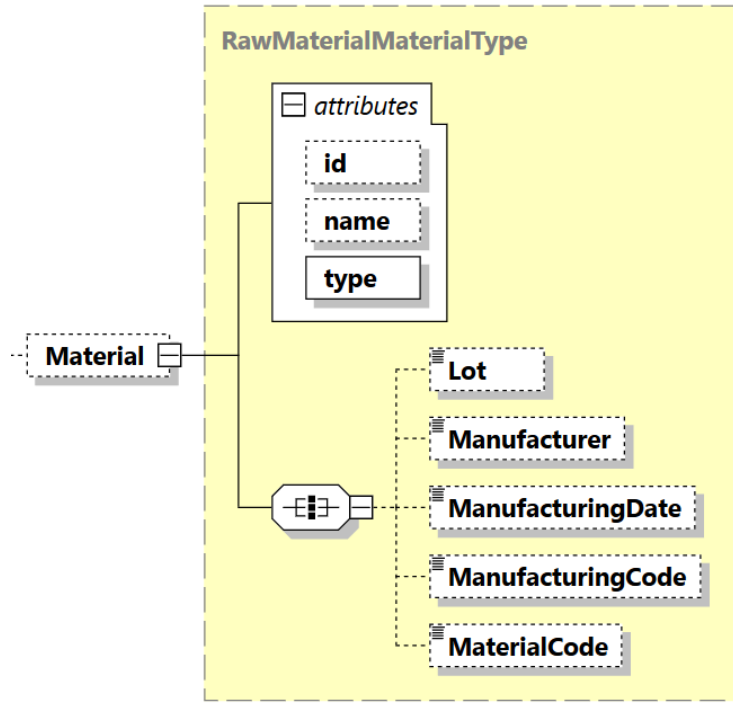 RawMaterialMaterialType
attributes
id
name
type
Material
Lot
Manufacturer
ManufacturingDate
ManufacturingCode
MaterialCode